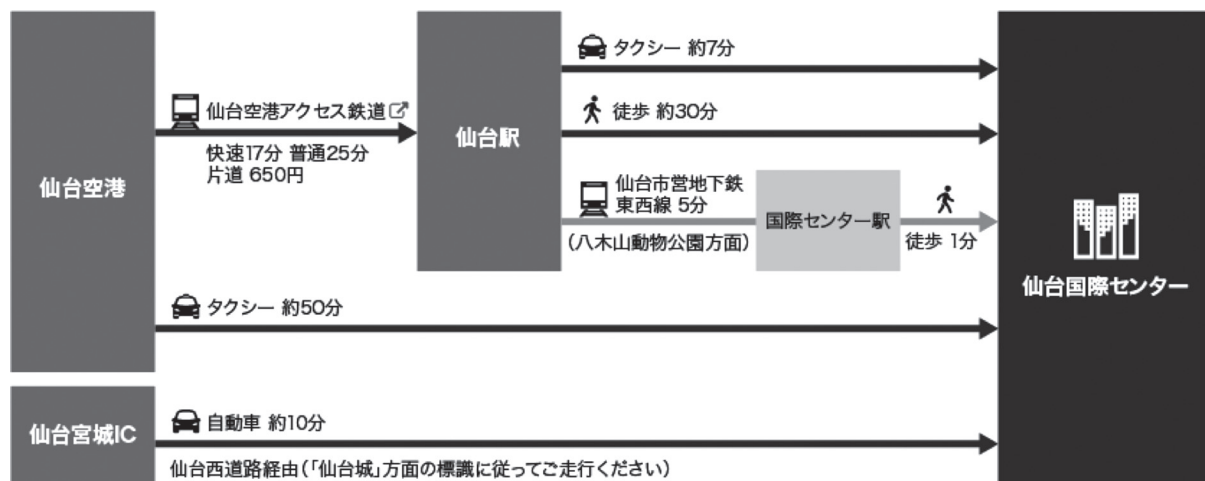 仙台空港
仙台空港アクセス鉄道
快速17分 普通25分
片道 650円
仙台駅
タクシー 約7分
徒歩 約30分
仙台市営地下鉄
東西線 5分
（八木山動物公園方面）
国際センター駅
徒歩 1分
タクシー 約50分
仙台国際センター
仙台宮城IC
自動車 約10分
仙台西道路経由（「仙台城」方面の標識に従ってご走行ください）